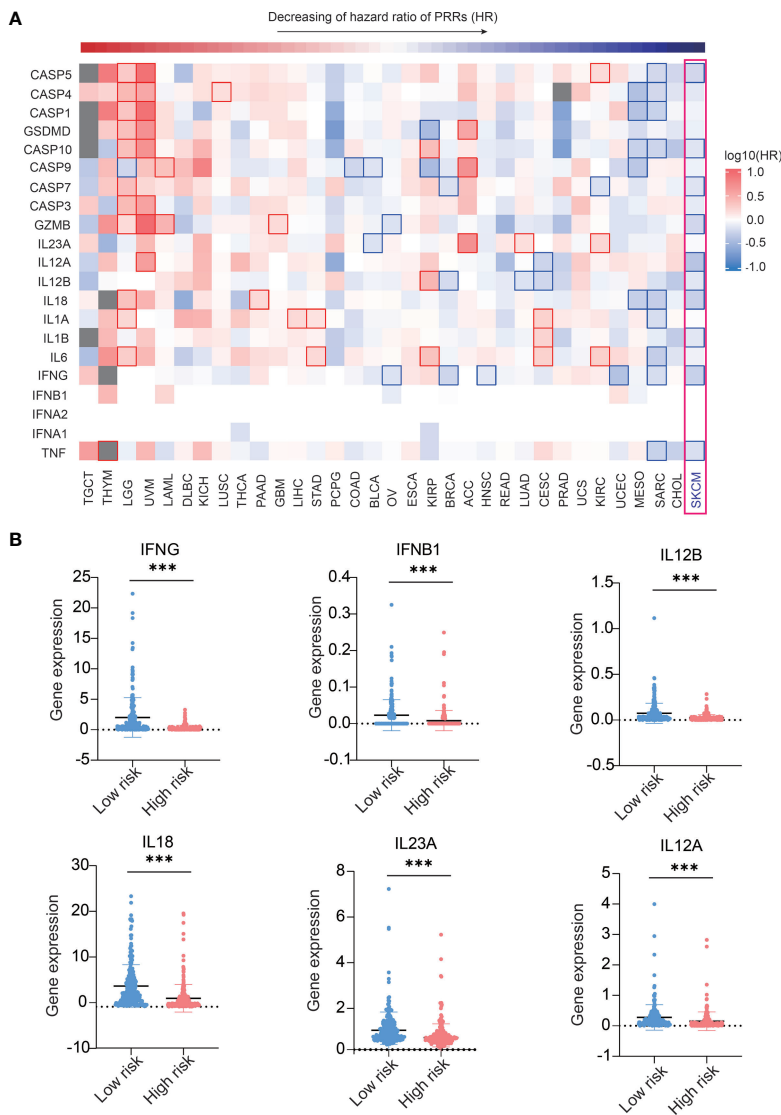 A
Decreasing of hazard ratio of PRRs (HR)
CASP5
CASP4
CASP1
GSDMD
CASP10
CASP9
CASP7
CASP3
GZMB
IL23A
IL12A
IL12B
IL18
IL1A
IL1B
IL6
IFNG
IFNB1
IFNA2
IFNA1
TNF
log10(HR)
1.0
0.5
0.0
-0.5
-1.0
TGCT THYM LGG UVM LAML DLBC KICH LUSC THCA PAAD GBM LIHC STAD PCPG COAD BLCA OV ESCA KIRP BRCA ACC HNSC READ LUAD CESC PRAD UCS KIRC UCEC MESO SARC CHOL SKCM
B
IFNG
***
Gene expression
25
20
15
10
5
0
-5
Low risk High risk
IFNB1
***
Gene expression
0.4
0.3
0.2
0.1
0.0
-0.1
Low risk High risk
IL12B
***
Gene expression
1.5
1.0
0.5
0.0
-0.5
Low risk High risk
IL18
***
Gene expression
30
20
10
0
-10
Low risk High risk
IL23A
***
Gene expression
8
6
4
2
0
Low risk High risk
IL12A
***
Gene expression
5
4
3
2
1
0
-1
Low risk High risk